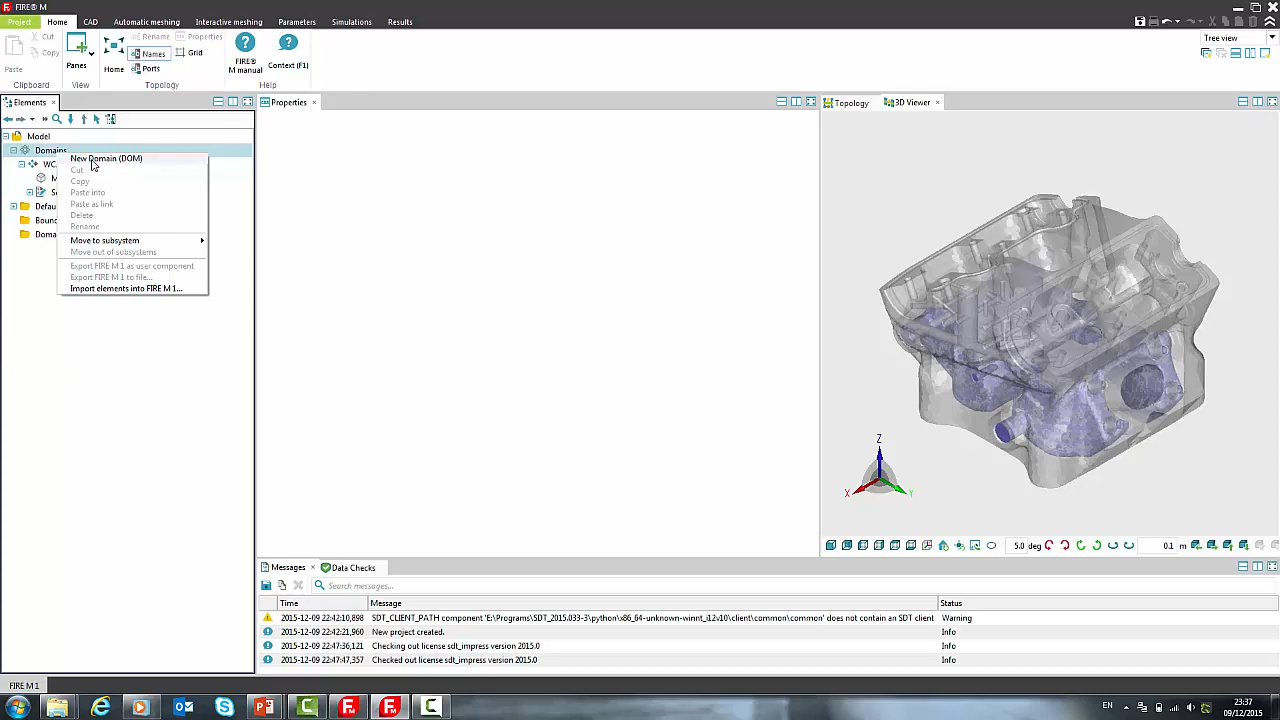 FIRE® M
Project Home CAD Automatic meshing Interactive meshing Parameters Simulations Results
Paste
Cut
Copy
Clipboard
Panes
View
Home
Rename
Names
Ports
Properties
Grid
Topology
FIRE®
M manual
Context (F1)
Help
Tree view
Elements
Model
Domains
WC
M
Defau
Boun
Doma
New Domain (DOM)
Cut
Copy
Paste into
Paste as link
Delete
Rename
Move to subsystem
Move out of subsystems
Export FIRE M 1 as user component
Export FIRE M 1 to file...
Import elements into FIRE M 1...
Properties
Topology 3D Viewer
Z
X
Y
5.0 deg
0.1 m
Messages Data Checks
Search messages...
Time Message Status
2015-12-09 22:42:10,898 SDT_CLIENT_PATH component 'E:\Programs\SDT_2015.033-3\python\x86_64-unknown-winnt_i12v10\client\common\common' does not contain an SDT client Warning
2015-12-09 22:42:21,960 New project created. Info
2015-12-09 22:47:36,121 Checking out license sdt_impress version 2015.0 Info
2015-12-09 22:47:47,357 Checked out license sdt_impress version 2015.0 Info
FIRE M 1
EN
23:37
09/12/2015